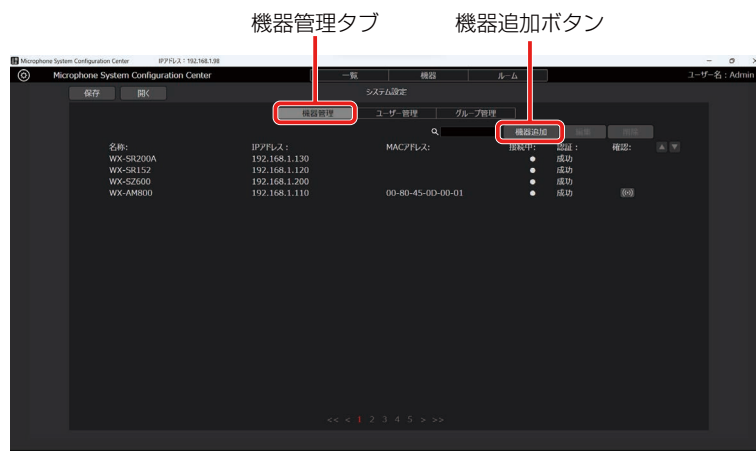 機器管理タブ 機器追加ボタン
Microphone System Configuration Center IPアドレス：192.168.1.98
Microphone System Configuration Center 一覧 機器 ルーム ユーザー名：Admin
保存 開く システム設定
機器管理 ユーザー管理 グループ管理
機器追加 編集 削除
名称: IPアドレス： MACアドレス: 接続中: 認証： 確認:
WX-SR200A 192.168.1.130 成功
WX-SR152 192.168.1.120 成功
WX-SZ600 192.168.1.200 成功
WX-AM800 192.168.1.110 00-80-45-0D-00-01 成功
<< < 1 2 3 4 5 > >>